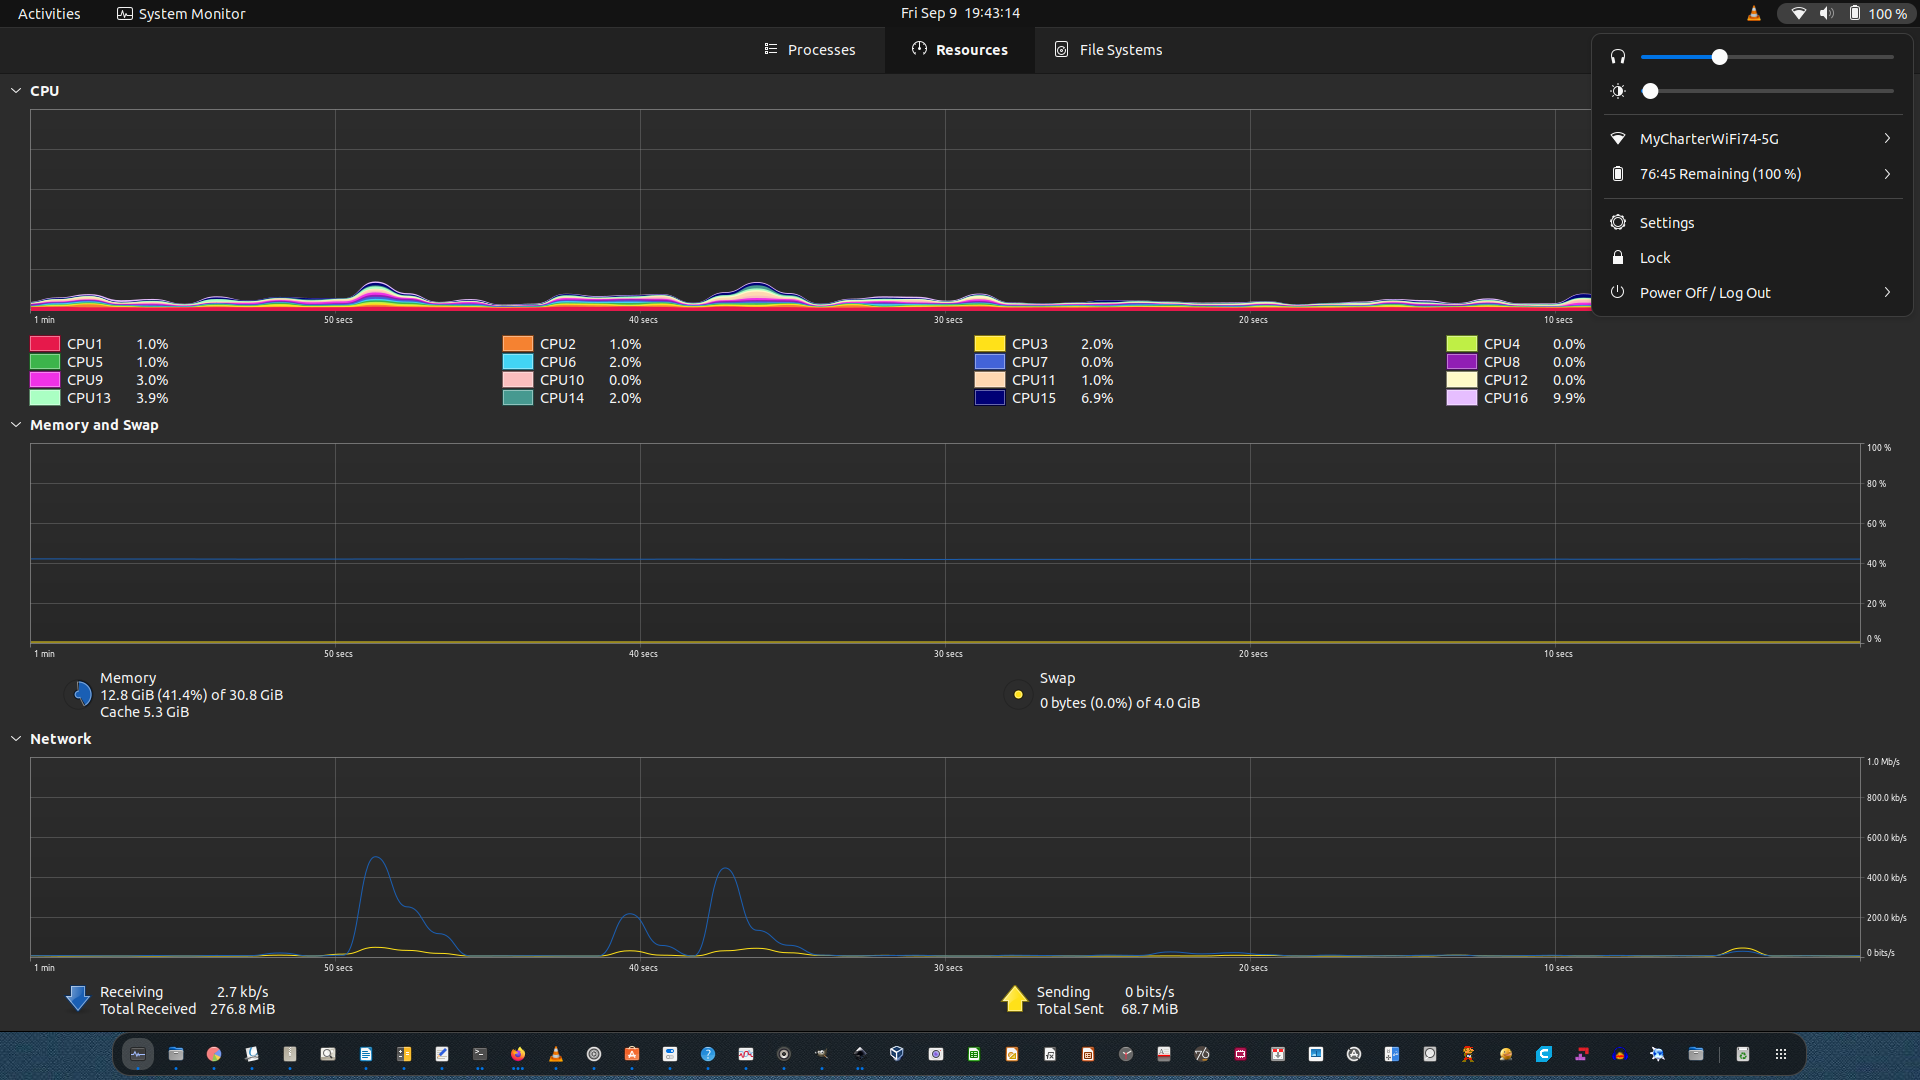 Activities System Monitor Fri Sep 9 19:43:14 100 %
Processes Resources File Systems
CPU
MyCharterWiFi74-5G
76:45 Remaining (100 %)
Settings
Lock
Power Off / Log Out
1 min 50 secs 40 secs 30 secs 20 secs 10 secs
CPU1 1.0% CPU2 1.0% CPU3 2.0% CPU4 0.0%
CPU5 1.0% CPU6 2.0% CPU7 0.0% CPU8 0.0%
CPU9 3.0% CPU10 0.0% CPU11 1.0% CPU12 0.0%
CPU13 3.9% CPU14 2.0% CPU15 6.9% CPU16 9.9%
Memory and Swap
100 %
80 %
60 %
40 %
20 %
0 %
1 min 50 secs 40 secs 30 secs 20 secs 10 secs
Memory
12.8 GiB (41.4%) of 30.8 GiB
Cache 5.3 GiB
Swap
0 bytes (0.0%) of 4.0 GiB
Network
1.0 Mb/s
800.0 kb/s
600.0 kb/s
400.0 kb/s
200.0 kb/s
0 bits/s
1 min 50 secs 40 secs 30 secs 20 secs 10 secs
Receiving 2.7 kb/s
Total Received 276.8 MiB
Sending 0 bits/s
Total Sent 68.7 MiB
76